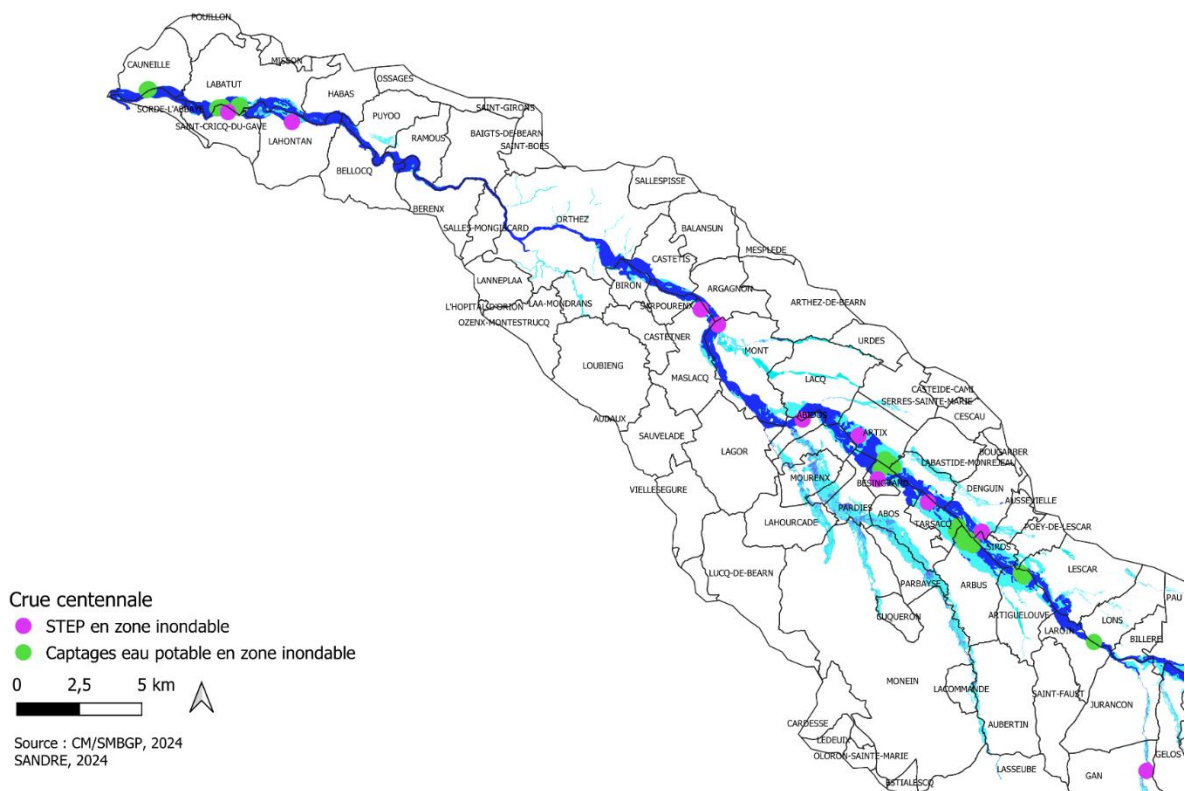 POUILLON
CAUNEILLE
MISSON
LABATUT
OSSAGES
HABAS
SORDE-L'ABBAYE
SAINT-GIRONS
PUYOO
SAINT-CRICQ-DU-GAVE
BAIGTS-DE-BEARN
RAMOUS
LAHONTAN
SAINT-BOES
BELLOCQ
SALLESPISSE
BERENX
ORTHEZ
SALLES-MONGISCARD
BALANSUN
MESPLEDE
CASTETIS
LANNEPLAA
BIRON
ARGAGNON
L'HOPITAL-D'ORION
LAA-MONDRANS
SARPOURENX
ARTHEZ-DE-BEARN
OZENX-MONTESTRUCQ
CASTETNER
URDES
MONT
LOUBIENG
MASLACQ
LACQ
CASTEIDE-CAMI
SERRES-SAINTE-MARIE
CESCAU
AUDAUX
ABIDOS
SAUVELADE
ARTIX
LAGOR
BOUGARBER
LABASTIDE-MONREJEAU
MOURENX
BESINGRAND
VIELLESEGURE
DENGUIN
AUSSEVIELLE
PARDIES
ABOS
LAHOURCADE
TARSACQ
POEY-DE-LESCAR
SIROS
LESCAR
LUCQ-DE-BEARN
PARBAYSE
ARBUS
PAU
CUQUERON
ARTIGUELOUVE
LONS
LAROIN
BILLERE
MONEIN
LACOMMANDE
SAINT-FAUST
JURANCON
CARDESSE
AUBERTIN
LEDEUIX
OLORON-SAINTE-MARIE
GELOS
LASSEUBE
GAN
ESTIALESCQ
Crue centennale
STEP en zone inondable
Captages eau potable en zone inondable
0 2,5 5 km
Source : CM/SMBGP, 2024
SANDRE, 2024